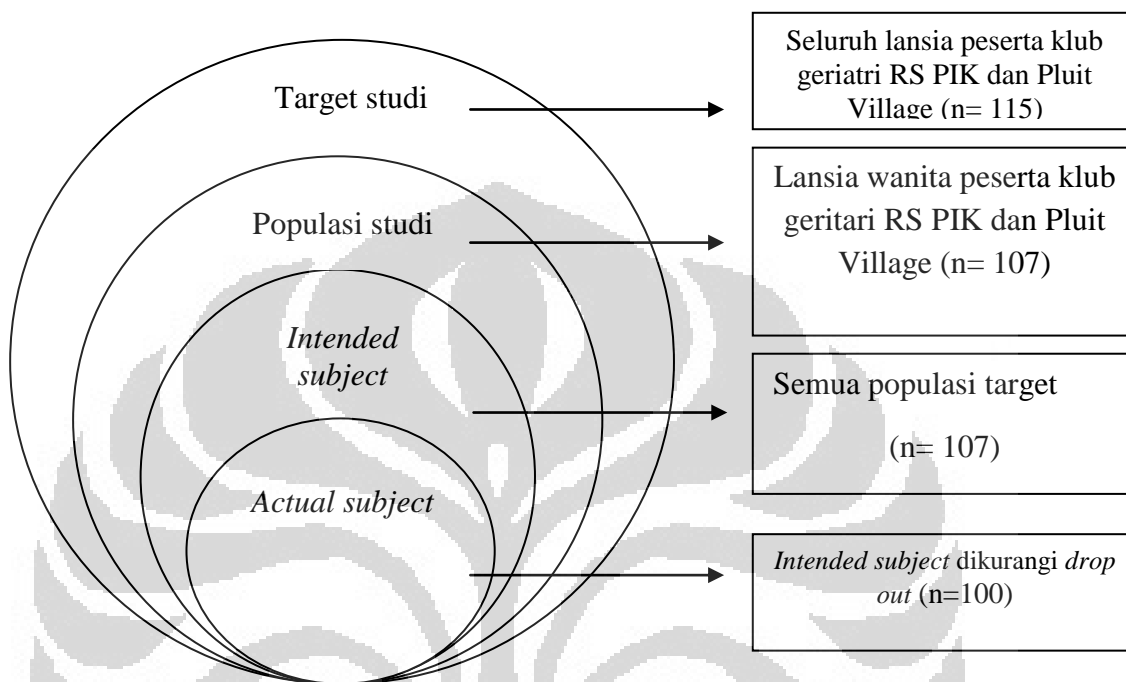 Target studi
Seluruh lansia peserta klub
geriatri RS PIK dan Pluit
Village (n= 115)
Populasi studi
Lansia wanita peserta klub
geritari RS PIK dan Pluit
Village (n= 107)
Intended
subject
Semua populasi target
(n= 107)
Actual subject
Intended subject dikurangi drop
out (n=100)